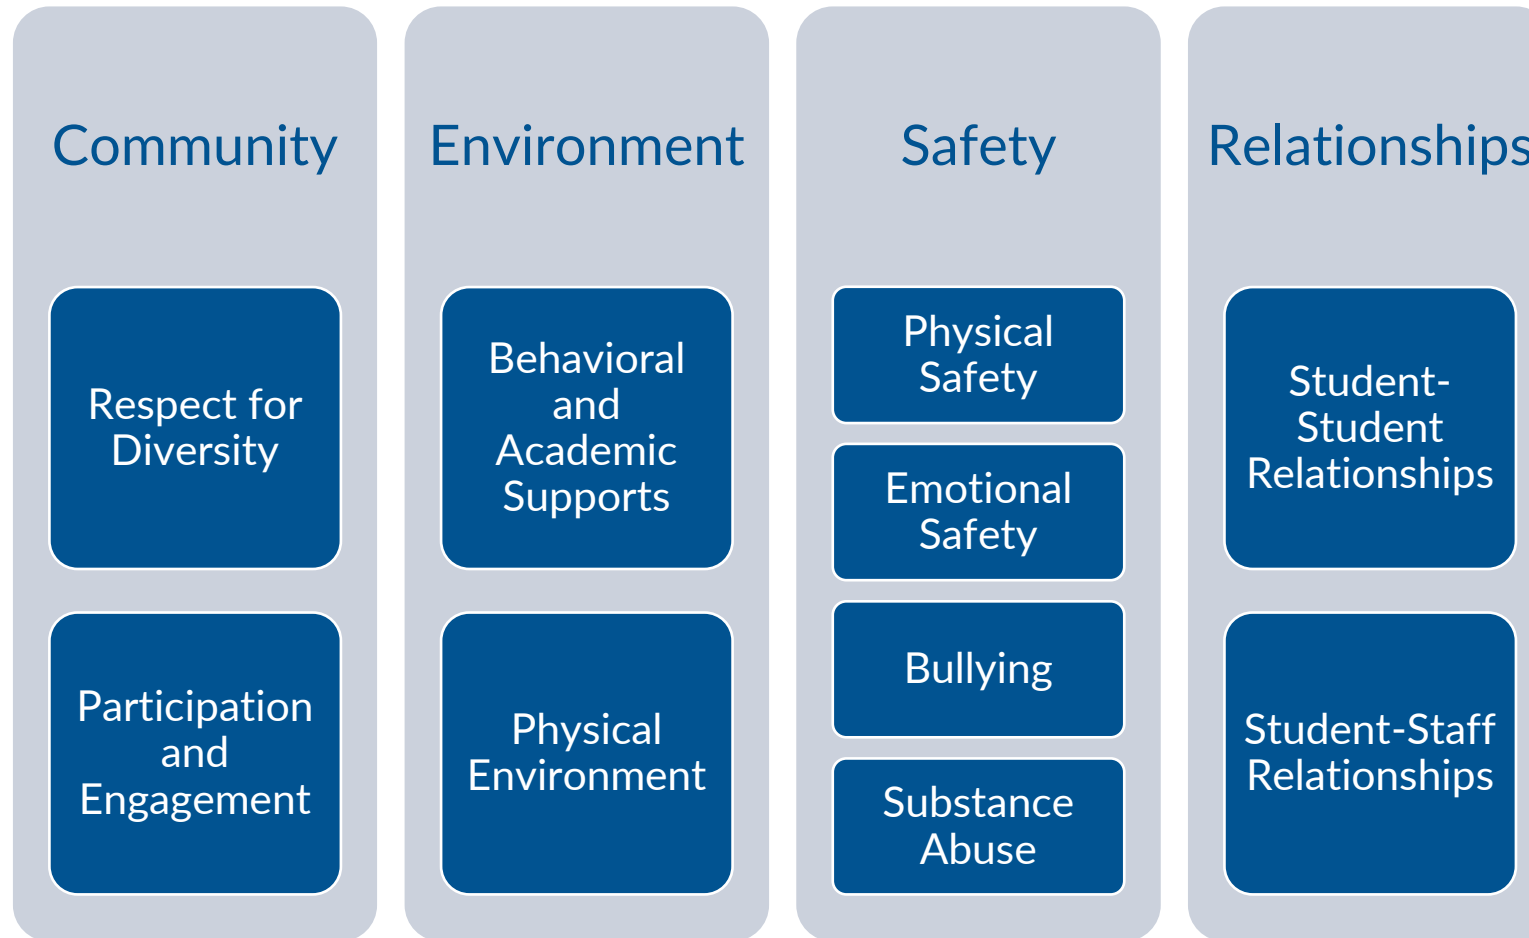 Community
Respect for
Diversity
Participation
and
Engagement
Environment
Behavioral
and
Academic
Supports
Physical
Environment
Safety
Physical
Safety
Emotional
Safety
Bullying
Substance
Abuse
Relationships
Student-
Student
Relationships
Student-Staff
Relationships